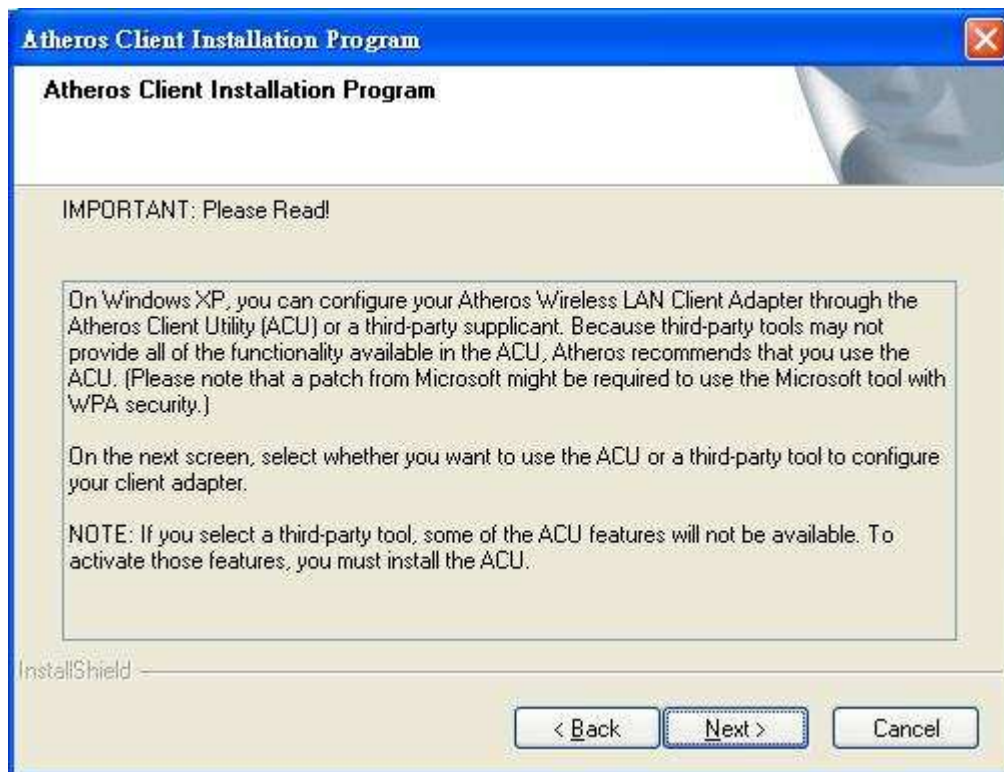 Atheros Client Installation Program
Atheros Client Installation Program
IMPORTANT: Please Read!
On Windows XP, you can configure your Atheros Wireless LAN Client Adapter through the
Atheros Client Utility (ACU) or a third-party supplicant. Because third-party tools may not
provide all of the functionality available in the ACU, Atheros recommends that you use the
ACU. (Please note that a patch from Microsoft might be required to use the Microsoft tool with
WPA security.)
On the next screen, select whether you want to use the ACU or a third-party tool to configure
your client adapter.
NOTE: If you select a third-party tool, some of the ACU features will not be available. To
activate those features, you must install the ACU.
InstallShield
< Back
Next >
Cancel